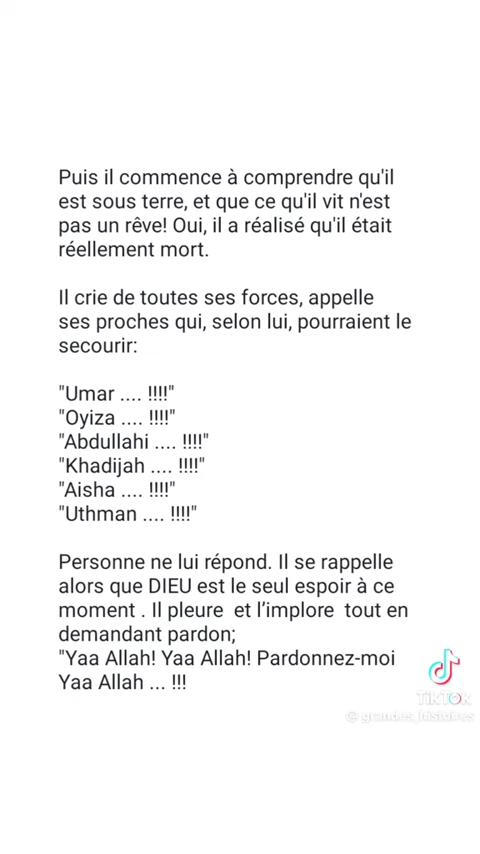 Puis il commence à comprendre qu'il
est sous terre, et que ce qu'il vit n'est
pas un rêve! Oui, il a réalisé qu'il était
réellement mort.
Il crie de toutes ses forces, appelle
ses proches qui, selon lui, pourraient le
secourir:
"Umar .... !!!!"
"Oyiza .... !!!!"
"Abdullahi .... !!!!"
"Khadijah .... !!!!"
"Aisha .... !!!!"
"Uthman .... !!!!"
Personne ne lui répond. Il se rappelle
alors que DIEU est le seul espoir à ce
moment . Il pleure  et l’implore  tout en
demandant pardon;
"Yaa Allah! Yaa Allah! Pardonnez-moi
Yaa Allah ... !!!
TikTok
@ grandes_histoires